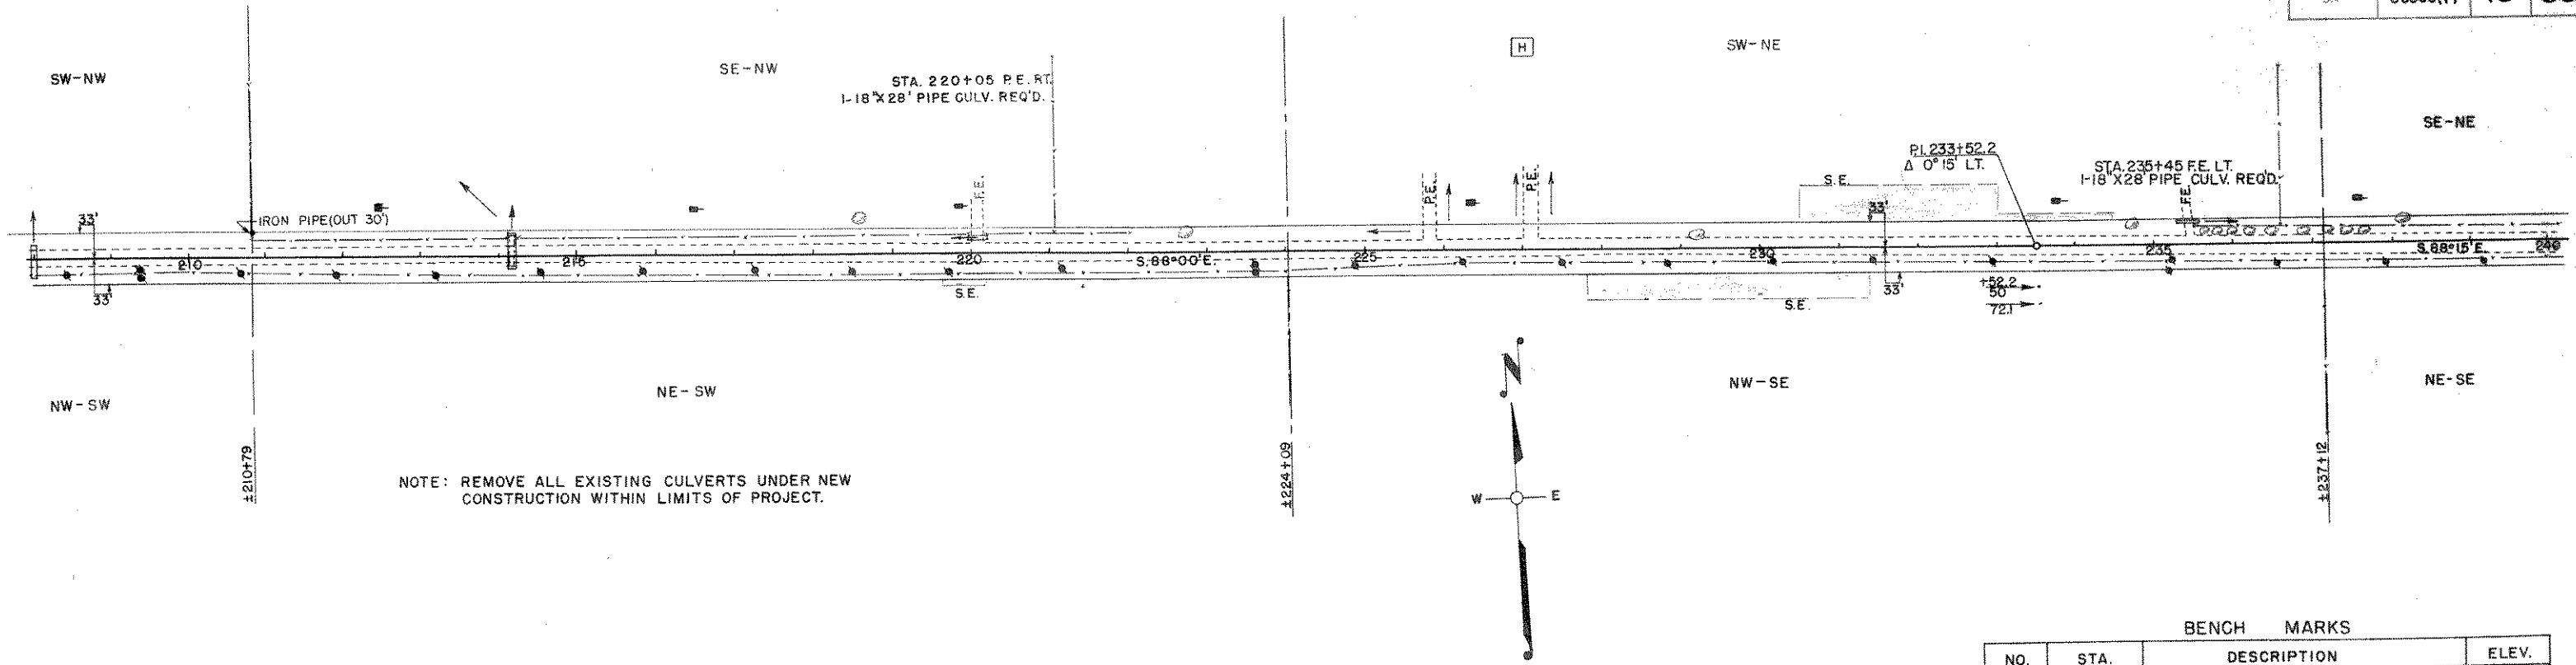 SW-NW
SE-NW
H
SW-NE
SE-NE
STA. 220+05 P.E. RT.
1-18"X28' PIPE CULV. REQ'D.
P.I. 233+52.2
Δ 0°15' LT.
STA. 235+45 F.E. LT.
1-18"X28' PIPE CULV. REQ'D.
33'
IRON PIPE (OUT 30')
F.E.
P.E.
P.E.
S.E.
33'
F.E.
210
215
220
S.88°00'E.
225
230
235
S.88°15'E.
240
33'
S.E.
S.E.
33'
+52.2
50
72.1
NW-SW
NE-SW
N
NW-SE
NE-SE
±210+79
±224+09
±237+12
NOTE: REMOVE ALL EXISTING CULVERTS UNDER NEW
CONSTRUCTION WITHIN LIMITS OF PROJECT.
W E
BENCH MARKS
NO. STA. DESCRIPTION ELEV.